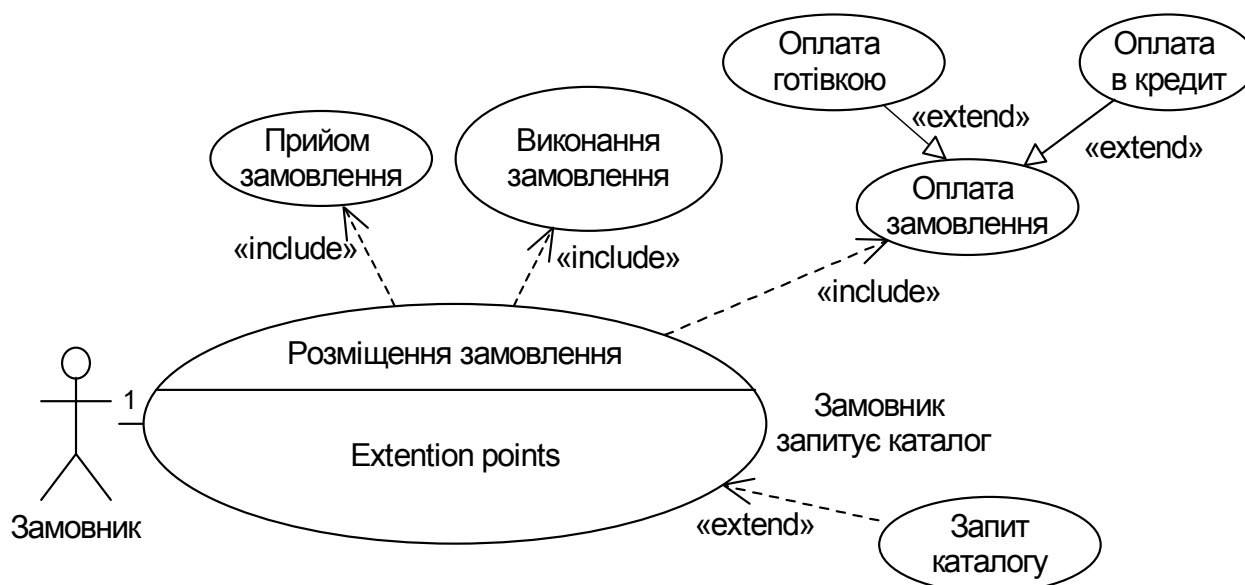 Оплата
готівкою
Оплата
в кредит
«extend»
«extend»
Прийом
замовлення
Виконання
замовлення
Оплата
замовлення
«include»
«include»
«include»
Розміщення замовлення
1
Extention points
Замовник
запитує каталог
Замовник
«extend»
Запит
каталогу